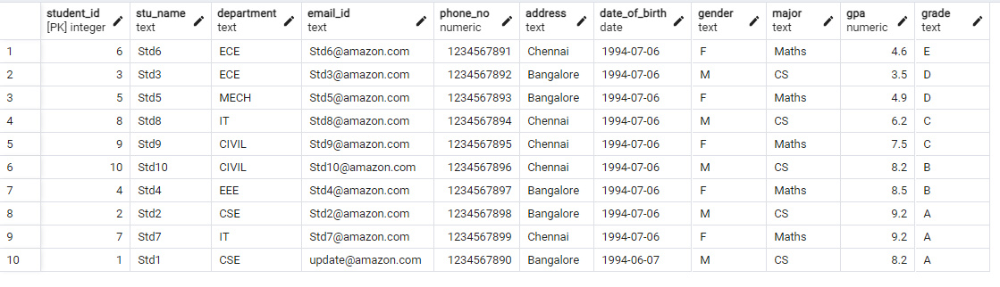 student_id stu_name department email_id phone_no address date_of_birth gender major gpa grade
[PK] integer text text text numeric text date text text numeric text
1 6 Std6 ECE Std6@amazon.com 1234567891 Chennai 1994-07-06 F Maths 4.6 E
2 3 Std3 ECE Std3@amazon.com 1234567892 Bangalore 1994-07-06 M CS 3.5 D
3 5 Std5 MECH Std5@amazon.com 1234567893 Bangalore 1994-07-06 F Maths 4.9 D
4 8 Std8 IT Std8@amazon.com 1234567894 Chennai 1994-07-06 M CS 6.2 C
5 9 Std9 CIVIL Std9@amazon.com 1234567895 Chennai 1994-07-06 F Maths 7.5 C
6 10 Std10 CIVIL Std10@amazon.com 1234567896 Chennai 1994-07-06 M CS 8.2 B
7 4 Std4 EEE Std4@amazon.com 1234567897 Bangalore 1994-07-06 F Maths 8.5 B
8 2 Std2 CSE Std2@amazon.com 1234567898 Bangalore 1994-07-06 M CS 9.2 A
9 7 Std7 IT Std7@amazon.com 1234567899 Chennai 1994-07-06 F Maths 9.2 A
10 1 Std1 CSE update@amazon.com 1234567890 Bangalore 1994-06-07 M CS 8.2 A